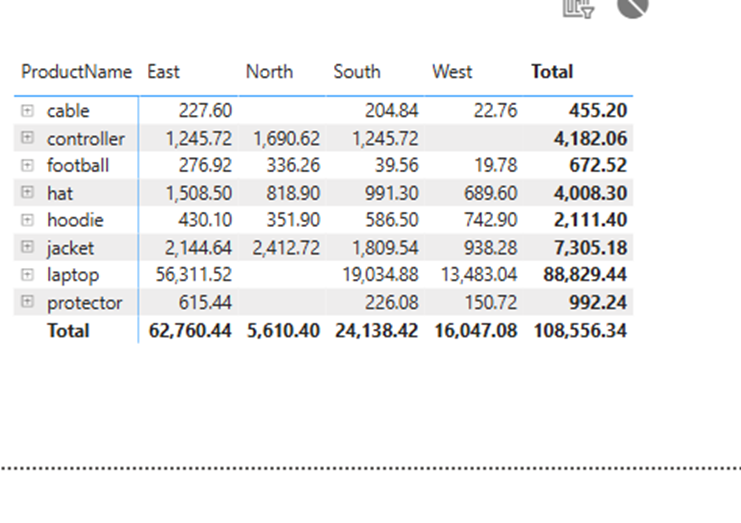 ProductName East North South West Total
cable 227.60 204.84 22.76 455.20
controller 1,245.72 1,690.62 1,245.72 4,182.06
football 276.92 336.26 39.56 19.78 672.52
hat 1,508.50 818.90 991.30 689.60 4,008.30
hoodie 430.10 351.90 586.50 742.90 2,111.40
jacket 2,144.64 2,412.72 1,809.54 938.28 7,305.18
laptop 56,311.52 19,034.88 13,483.04 88,829.44
protector 615.44 226.08 150.72 992.24
Total 62,760.44 5,610.40 24,138.42 16,047.08 108,556.34